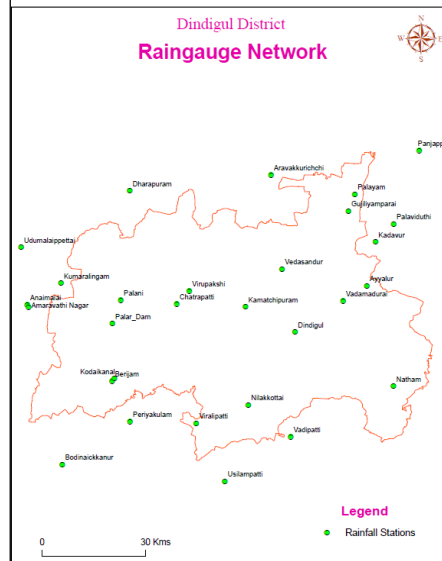 Dindigul District
Raingauge Network
N
W
E
S
Panjapp
Aravakkurichchi
Dharapuram
Palayam
Gujiliyamparai
Palaviduthi
Kadavur
Udumalaippettai
Vedasandur
Kumaralingam
Ayyalur
Virupakshi
Palani
Chatrapatti
Vadamadurai
Anaimalai
Amaravathi Nagar
Kamatchipuram
Palar_Dam
Dindigul
Kodaikanal
Berijam
Natham
Nilakkottai
Periyakulam
Viralipatti
Vadipatti
Bodinaickkanur
Usilampatti
Legend
Rainfall Stations
0
30 Kms